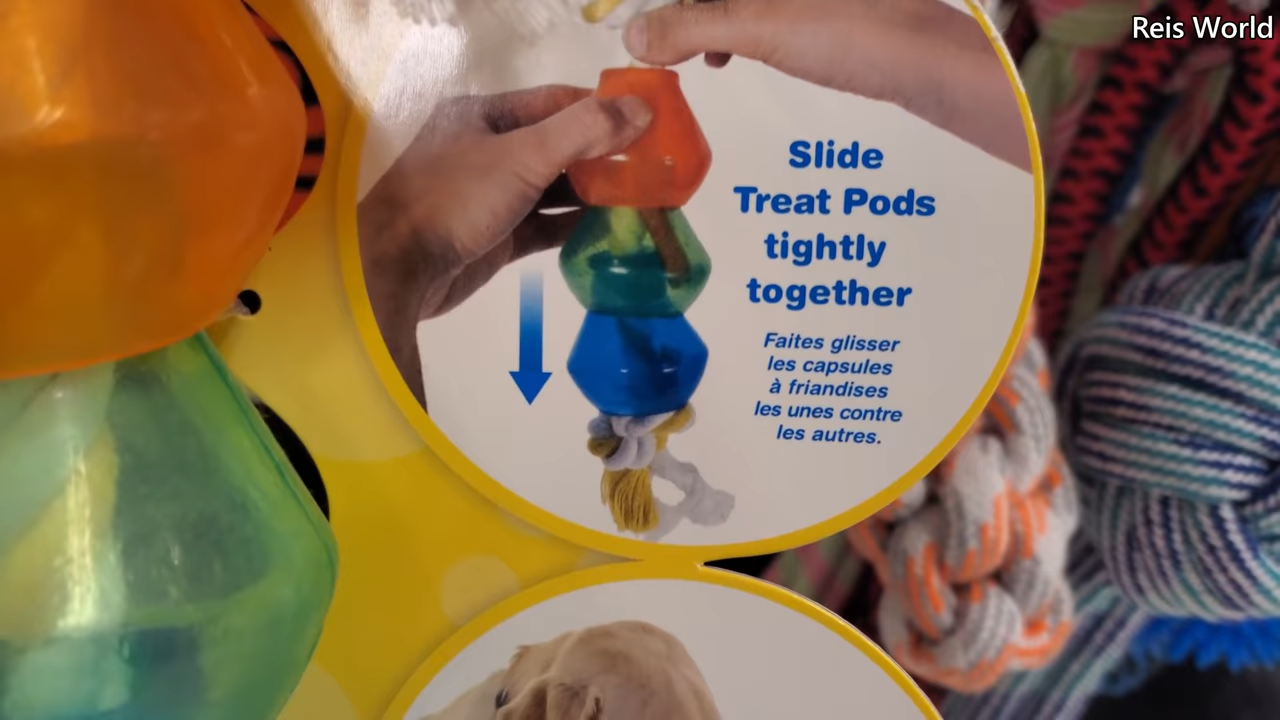 Reis World
Slide
Treat Pods
tightly
together
Faites glisser
les capsules
à friandises
les unes contre
les autres.